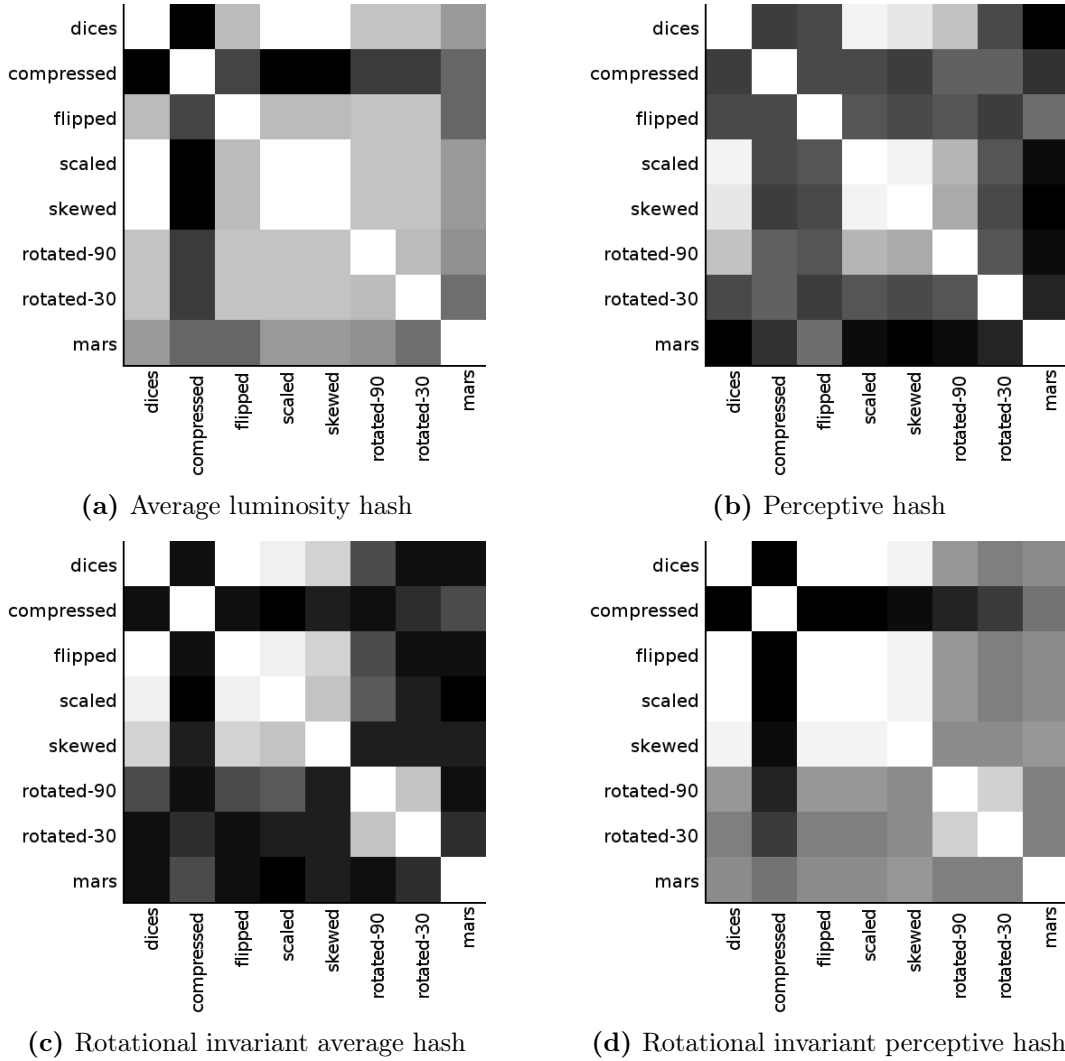 dices
compressed
flipped
scaled
skewed
rotated-90
rotated-30
mars
dices
compressed
flipped
scaled
skewed
rotated-90
rotated-30
mars
(a) Average luminosity hash
dices
compressed
flipped
scaled
skewed
rotated-90
rotated-30
mars
dices
compressed
flipped
scaled
skewed
rotated-90
rotated-30
mars
(b) Perceptive hash
dices
compressed
flipped
scaled
skewed
rotated-90
rotated-30
mars
dices
compressed
flipped
scaled
skewed
rotated-90
rotated-30
mars
(c) Rotational invariant average hash
dices
compressed
flipped
scaled
skewed
rotated-90
rotated-30
mars
dices
compressed
flipped
scaled
skewed
rotated-90
rotated-30
mars
(d) Rotational invariant perceptive hash